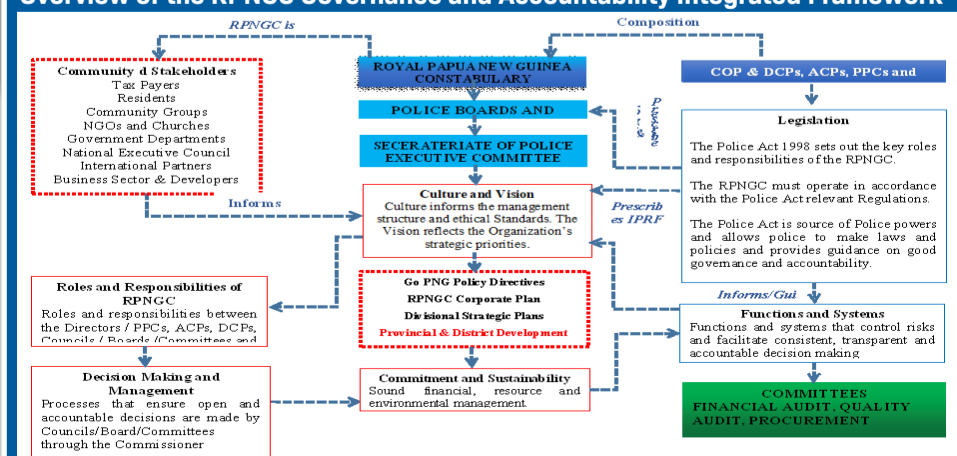 Overview of the RPNGC Governance and Accountability Integrated Framework
RPNGC is
Composition
Community d Stakeholders
Tax Payers
Residents
Community Groups
NGOs and Churches
Government Departments
National Executive Council
International Partners
Business Sector & Developers
ROYAL PAPUA NEW GUINEA
CONSTABULARY
POLICE BOARDS AND
SECERATERIATE OF POLICE
EXECUTIVE COMMITTEE
COP & DCPs, ACPs, PPCs and
Legislation
The Police Act 1998 sets out the key roles
and responsibilities of the RPNGC.
The RPNGC must operate in accordance
with the Police Act relevant Regulations.
The Police Act is source of Police powers
and allows police to make laws and
policies and provides guidance on good
governance and accountability.
Informs
Culture and Vision
Culture informs the management
structure and ethical Standards. The
Vision reflects the Organization's
strategic priorities.
Prescrib
es IPRF
Informs/Gui
Roles and Responsibilities of
RPNGC
Roles and responsibilities between
the Directors / PPCs, ACPs, DCPs,
Councils / Boards /Committees and
Go PNG Policy Directives
RPNGC Corporate Plan
Divisional Strategic Plans
Provincial & District Development
Functions and Systems
Functions and systems that control risks
and facilitate consistent, transparent and
accountable decision making
Decision Making and
Management
Processes that ensure open and
accountable decisions are made by
Councils/Board/Committees
through the Commissioner
Commitment and Sustainability
Sound financial, resource and
environmental management.
COMMITTEES
FINANCIAL AUDIT, QUALITY
AUDIT, PROCUREMENT